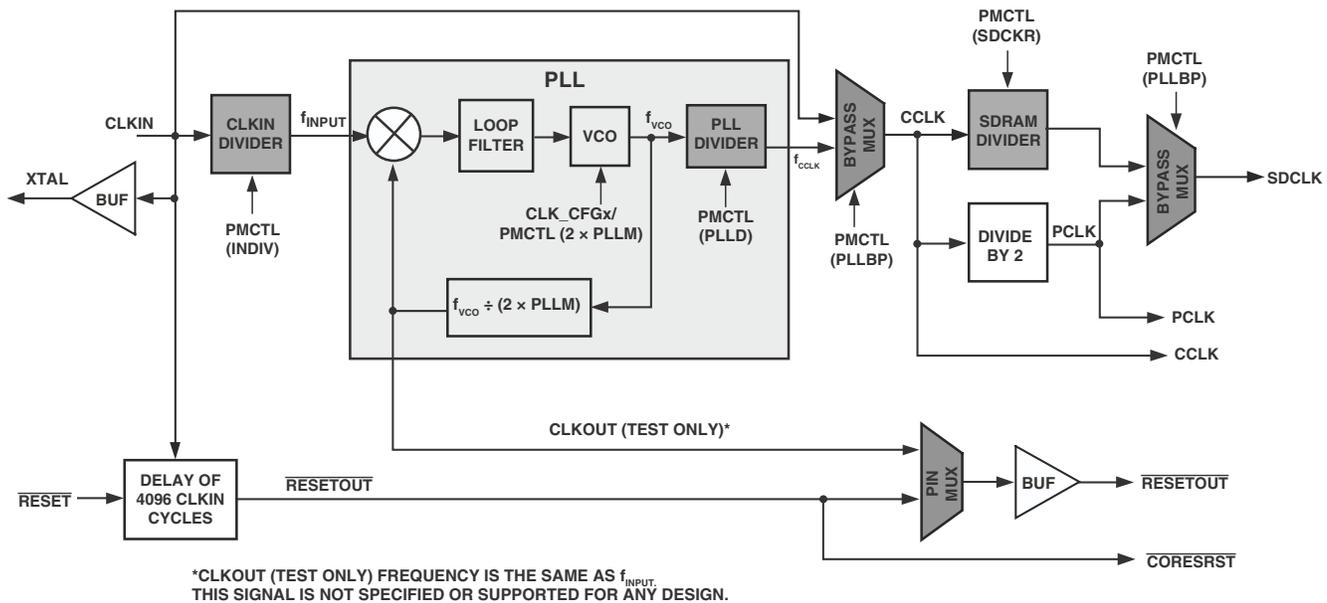 PMCTL
(SDCKR)
PMCTL
(PLLBP)
PLL
CLKIN
CLKIN
DIVIDER
fINPUT
LOOP
FILTER
VCO
fVCO
PLL
DIVIDER
fCCLK
BYPASS
MUX
CCLK
SDRAM
DIVIDER
BYPASS
MUX
SDCLK
XTAL
BUF
PMCTL
(INDIV)
CLK_CFGx/
PMCTL (2 × PLLM)
PMCTL
(PLLD)
PMCTL
(PLLBP)
DIVIDE
BY 2
PCLK
fVCO ÷ (2 × PLLM)
PCLK
CCLK
CLKOUT (TEST ONLY)*
RESET
DELAY OF
4096 CLKIN
CYCLES
RESETOUT
PIN
MUX
BUF
RESETOUT
CORESRST
*CLKOUT (TEST ONLY) FREQUENCY IS THE SAME AS fINPUT.
THIS SIGNAL IS NOT SPECIFIED OR SUPPORTED FOR ANY DESIGN.